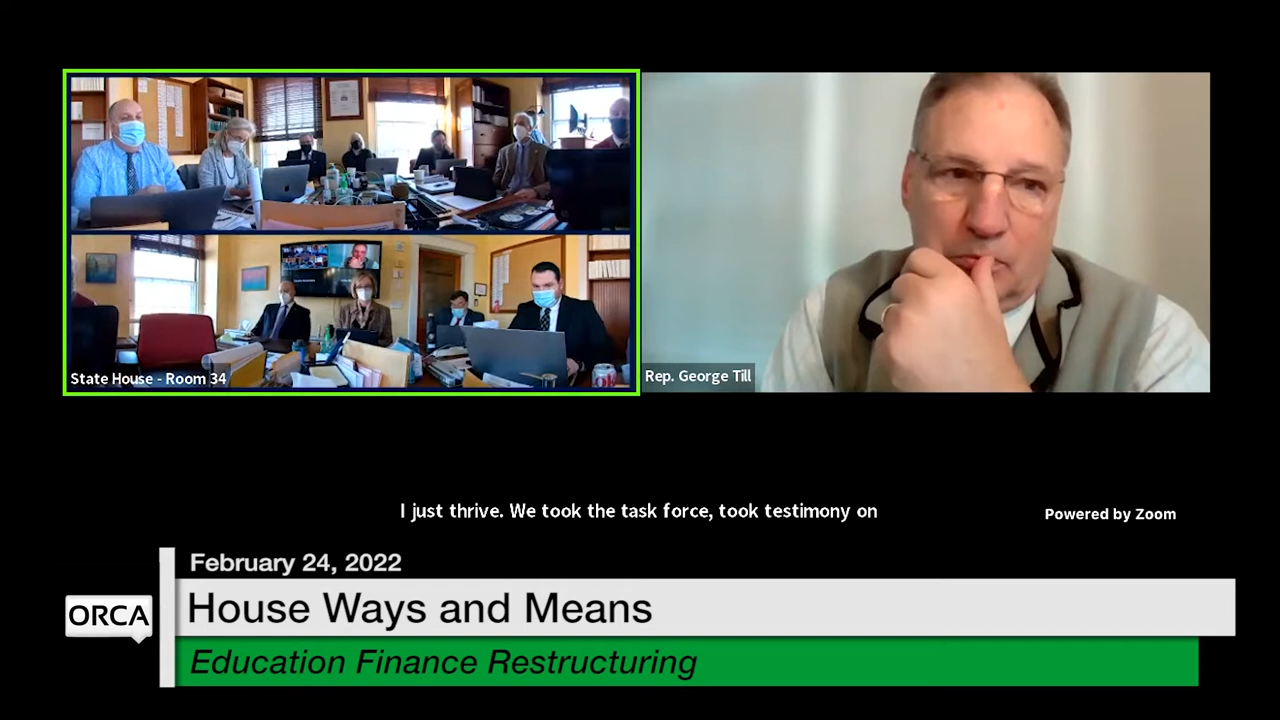 State House - Room 34
Rep. George Till
I just thrive. We took the task force, took testimony on
Powered by Zoom
February 24, 2022
ORCA
House Ways and Means
Education Finance Restructuring